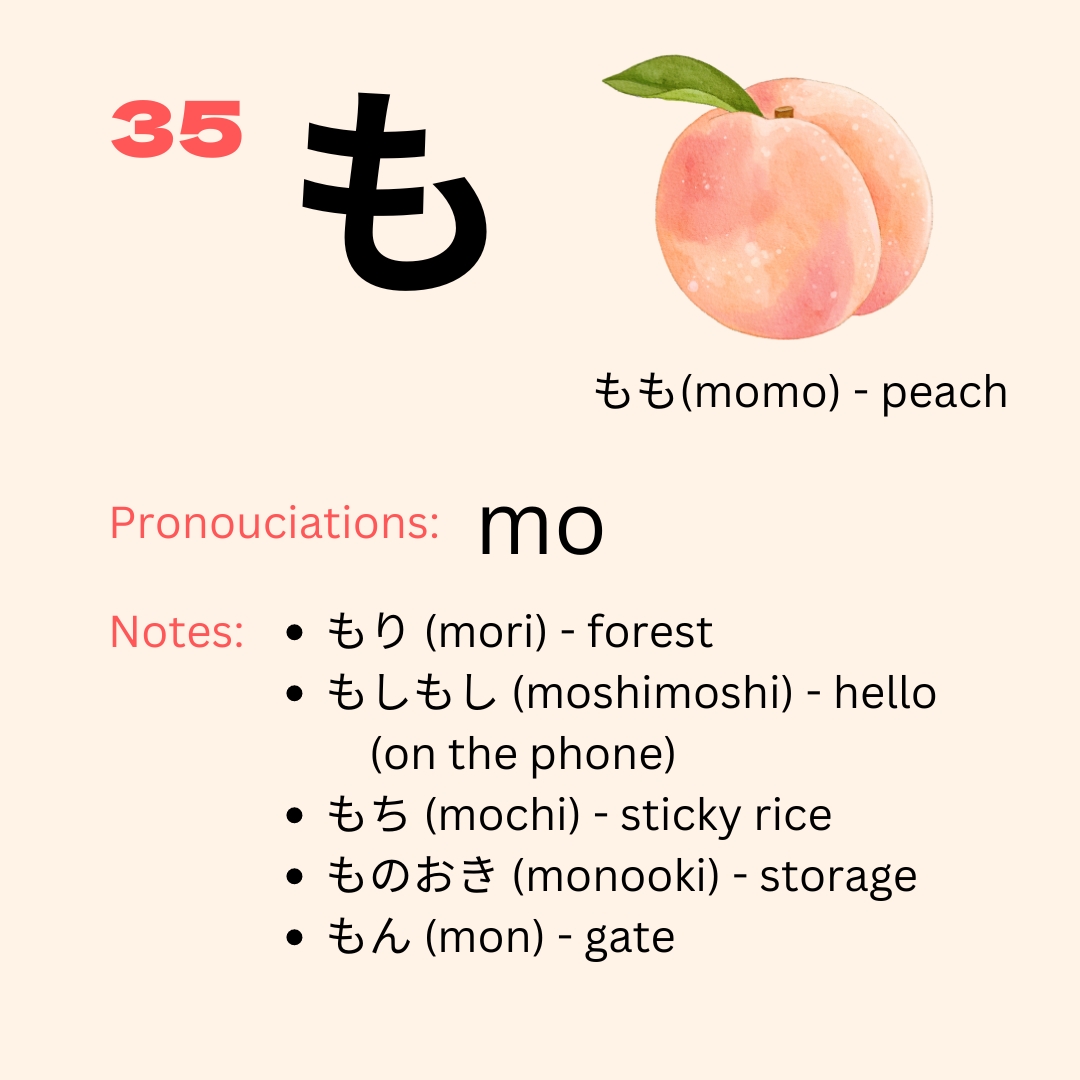 35
も
もも(momo) - peach
Pronouciations: mo
Notes:
• もり (mori) - forest
• もしもし (moshimoshi) - hello
(on the phone)
• もち (mochi) - sticky rice
• ものおき (monooki) - storage
• もん (mon) - gate